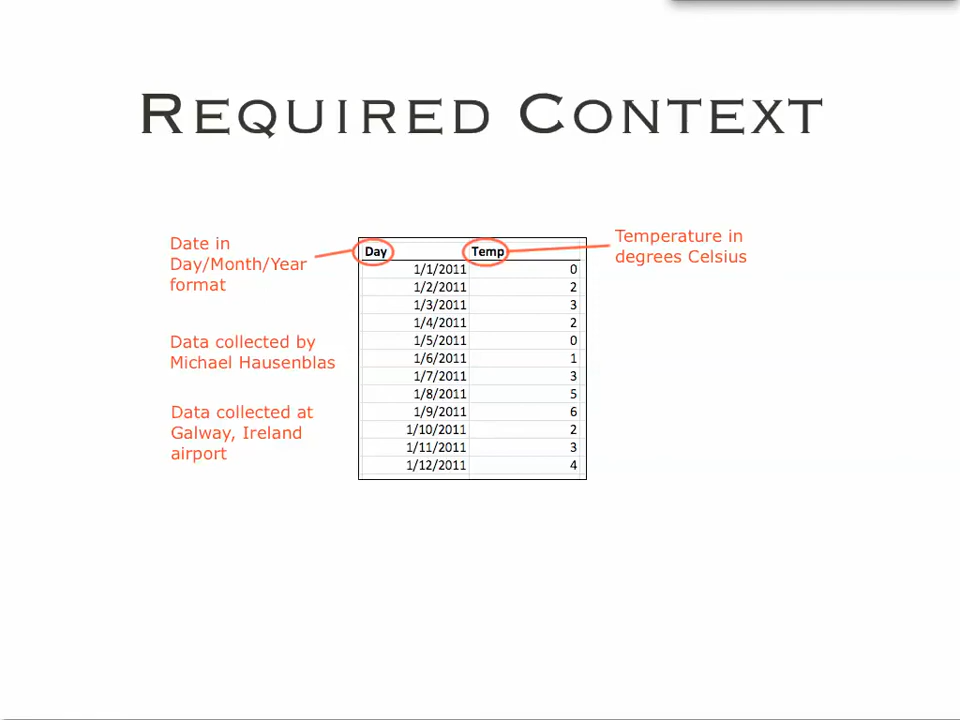 REQUIRED CONTEXT
Date in
Day/Month/Year
format
Data collected by
Michael Hausenblas
Data collected at
Galway, Ireland
airport
Day Temp
1/1/2011 0
1/2/2011 2
1/3/2011 3
1/4/2011 2
1/5/2011 0
1/6/2011 1
1/7/2011 3
1/8/2011 5
1/9/2011 6
1/10/2011 2
1/11/2011 3
1/12/2011 4
Temperature in
degrees Celsius